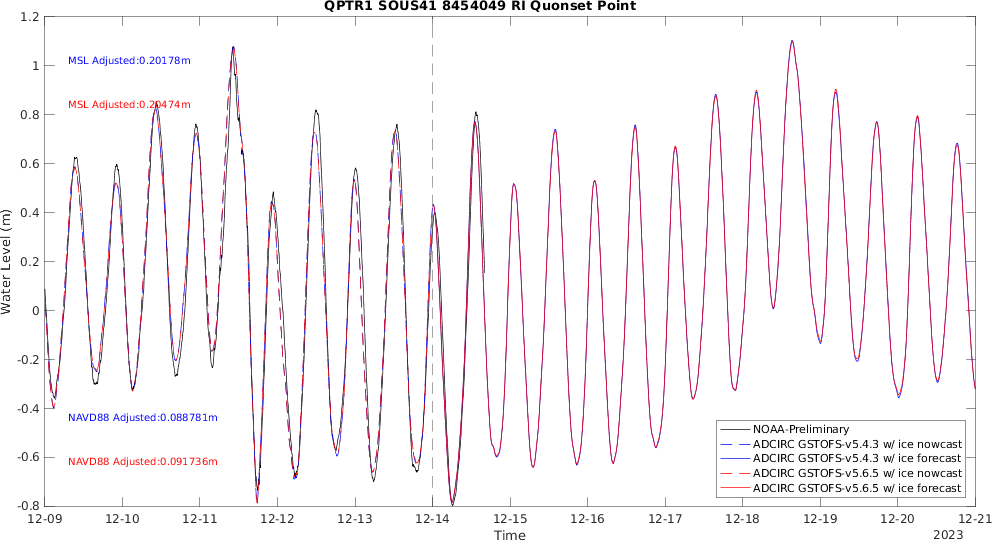 QPTR1 SOUS41 8454049 RI Quonset Point
1.2
1
0.8
0.6
0.4
0.2
0
-0.2
-0.4
-0.6
-0.8
Water Level (m)
MSL Adjusted:0.20178m
MSL Adjusted:0.20474m
NAVD88 Adjusted:0.088781m
NAVD88 Adjusted:0.091736m
NOAA-Preliminary
ADCIRC GSTOFS-v5.4.3 w/ ice nowcast
ADCIRC GSTOFS-v5.4.3 w/ ice forecast
ADCIRC GSTOFS-v5.6.5 w/ ice nowcast
ADCIRC GSTOFS-v5.6.5 w/ ice forecast
12-09 12-10 12-11 12-12 12-13 12-14 12-15 12-16 12-17 12-18 12-19 12-20 12-21
Time
2023